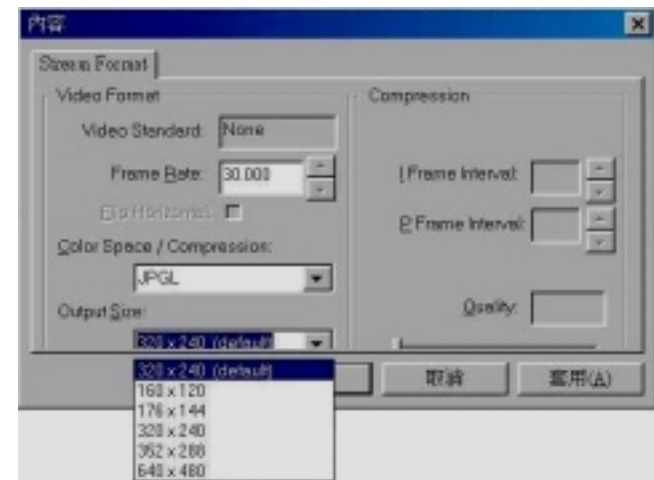 內容
Stream Format
Video Format
Video Standard: None
Frame Rate: 30.000
Flip Horizontal:
Color Space / Compression:
JPGL
Output Size:
320 x 240 (default)
320 x 240 (default)
160 x 120
176 x 144
320 x 240
352 x 288
640 x 480
Compression
I Frame Interval:
P Frame Interval:
Quality:
取消
套用(A)